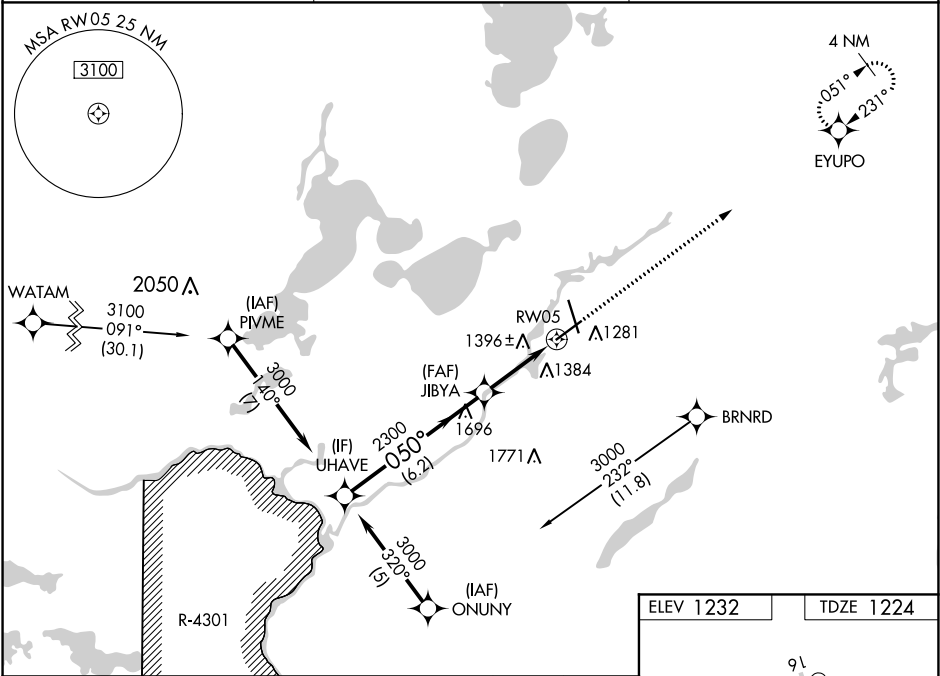 MSA RW05 25 NM
3100
4 NM
051°
231°
EYUPO
WATAM
2050
3100
091°
(30.1)
(IAF)
PIVME
3000
140°
(7)
RW05
1396±
1281
1384
(FAF)
JIBYA
1696
1771
(IF)
UHAVE
2300
050°
(6.2)
BRNRD
3000
232°
(11.8)
3000
320°
(5)
(IAF)
ONUNY
R-4301
ELEV 1232
TDZE 1224
16